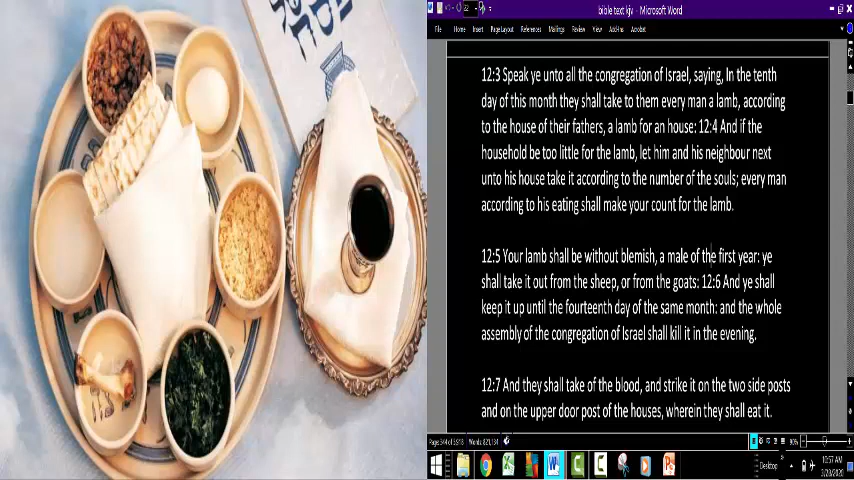 bible text kjv - Microsoft Word
File Home Insert Page Layout References Mailings Review View Add-Ins Acrobat
12:3 Speak ye unto all the congregation of Israel, saying, In the tenth
day of this month they shall take to them every man a lamb, according
to the house of their fathers, a lamb for an house: 12:4 And if the
household be too little for the lamb, let him and his neighbour next
unto his house take it according to the number of the souls; every man
according to his eating shall make your count for the lamb.
12:5 Your lamb shall be without blemish, a male of the first year: ye
shall take it out from the sheep, or from the goats: 12:6 And ye shall
keep it up until the fourteenth day of the same month: and the whole
assembly of the congregation of Israel shall kill it in the evening.
12:7 And they shall take of the blood, and strike it on the two side posts
and on the upper door post of the houses, wherein they shall eat it.
Words: 821,134
90%
Desktop
10:57 AM